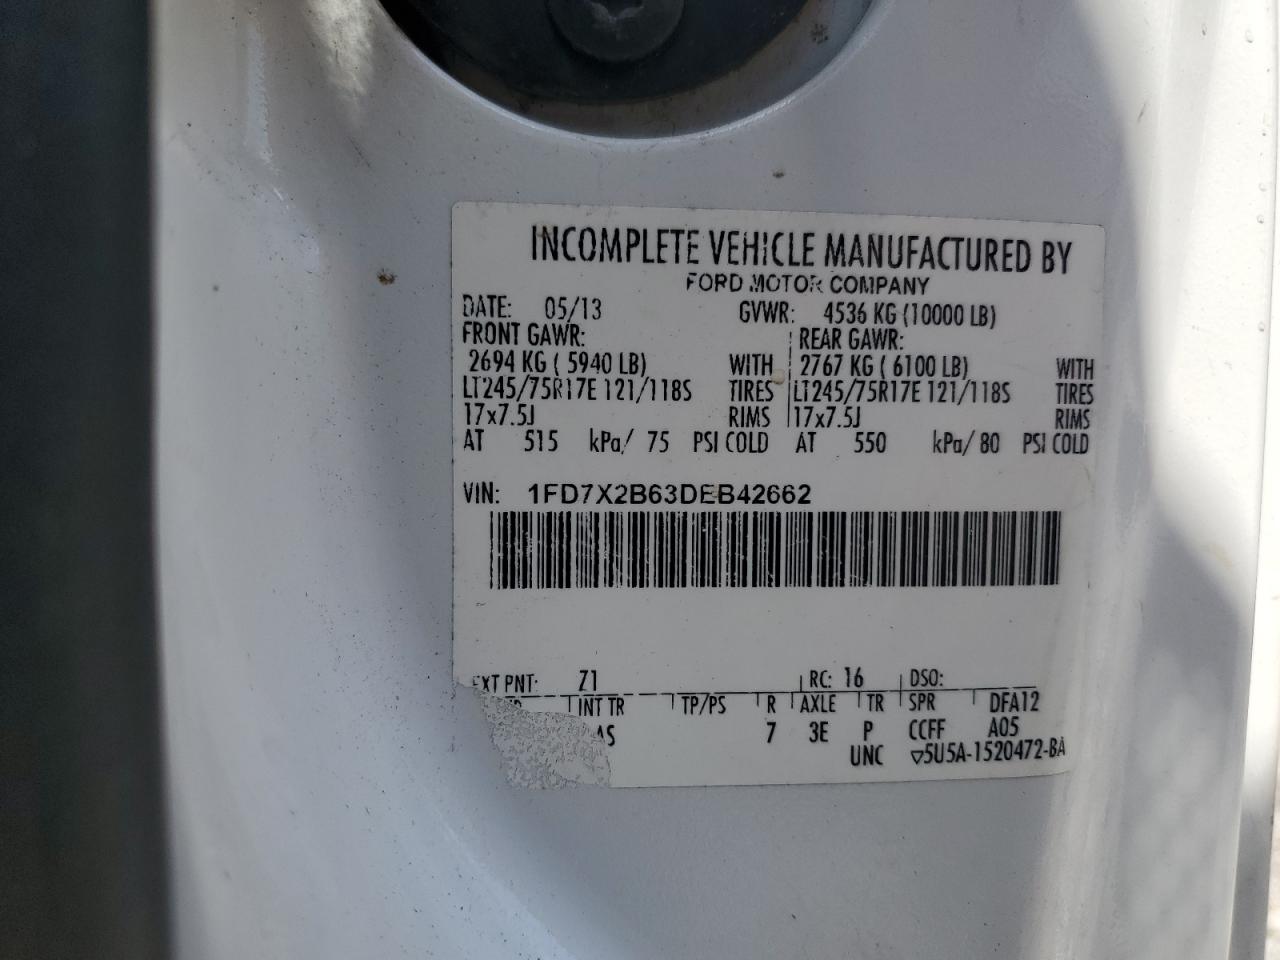 INCOMPLETE VEHICLE MANUFACTURED BY
FORD MOTOR COMPANY
DATE: 05/13 GVWR: 4536 KG (10000 LB)
FRONT GAWR: REAR GAWR:
2694 KG ( 5940 LB) WITH 2767 KG ( 6100 LB) WITH
LT245/75R17E 121/118S TIRES LT245/75R17E 121/118S TIRES
17x7.5J RIMS 17x7.5J RIMS
AT 515 kPa/ 75 PSI COLD AT 550 kPa/ 80 PSI COLD
VIN: 1FD7X2B63DEB42662
EXT PNT: Z1 RC: 16 DSO:
INT TR TP/PS R AXLE TR SPR DFA12
AS 7 3E P CCFF A05
UNC ▽5U5A-1520472-BA